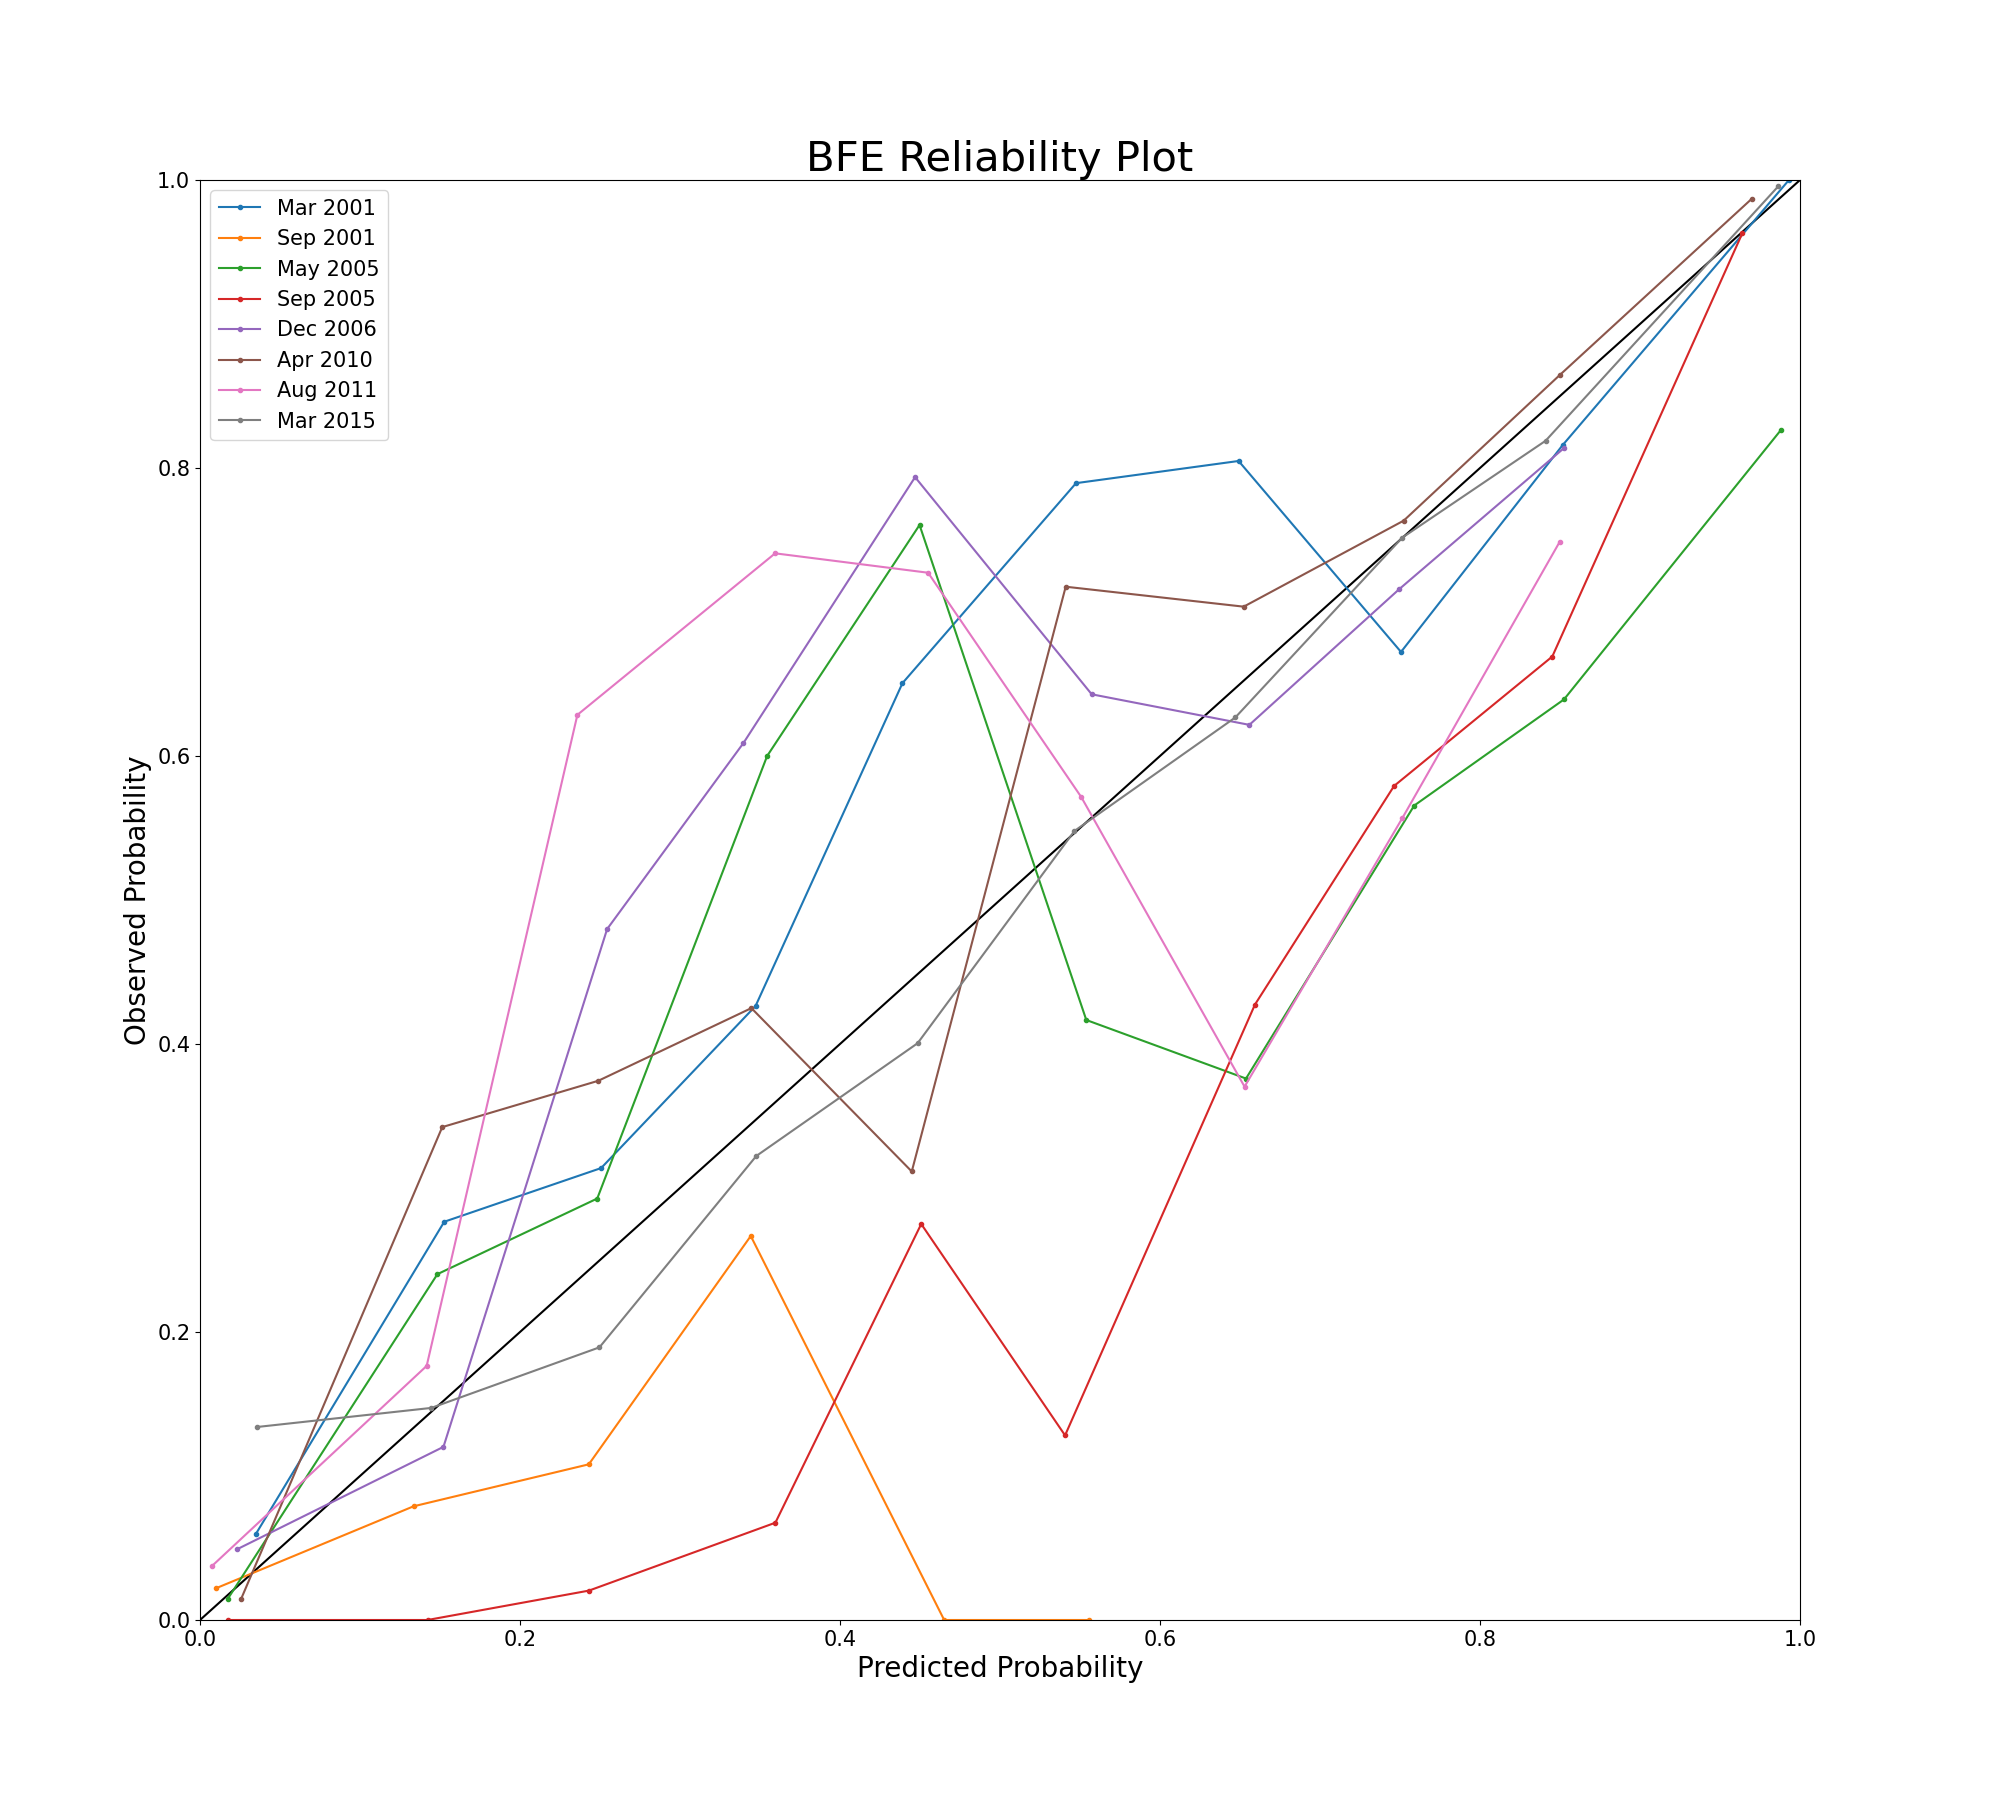 BFE Reliability Plot
Mar 2001
Sep 2001
May 2005
Sep 2005
Dec 2006
Apr 2010
Aug 2011
Mar 2015
Observed Probability
1.0
0.8
0.6
0.4
0.2
0.0
0.0 0.2 0.4 0.6 0.8 1.0
Predicted Probability